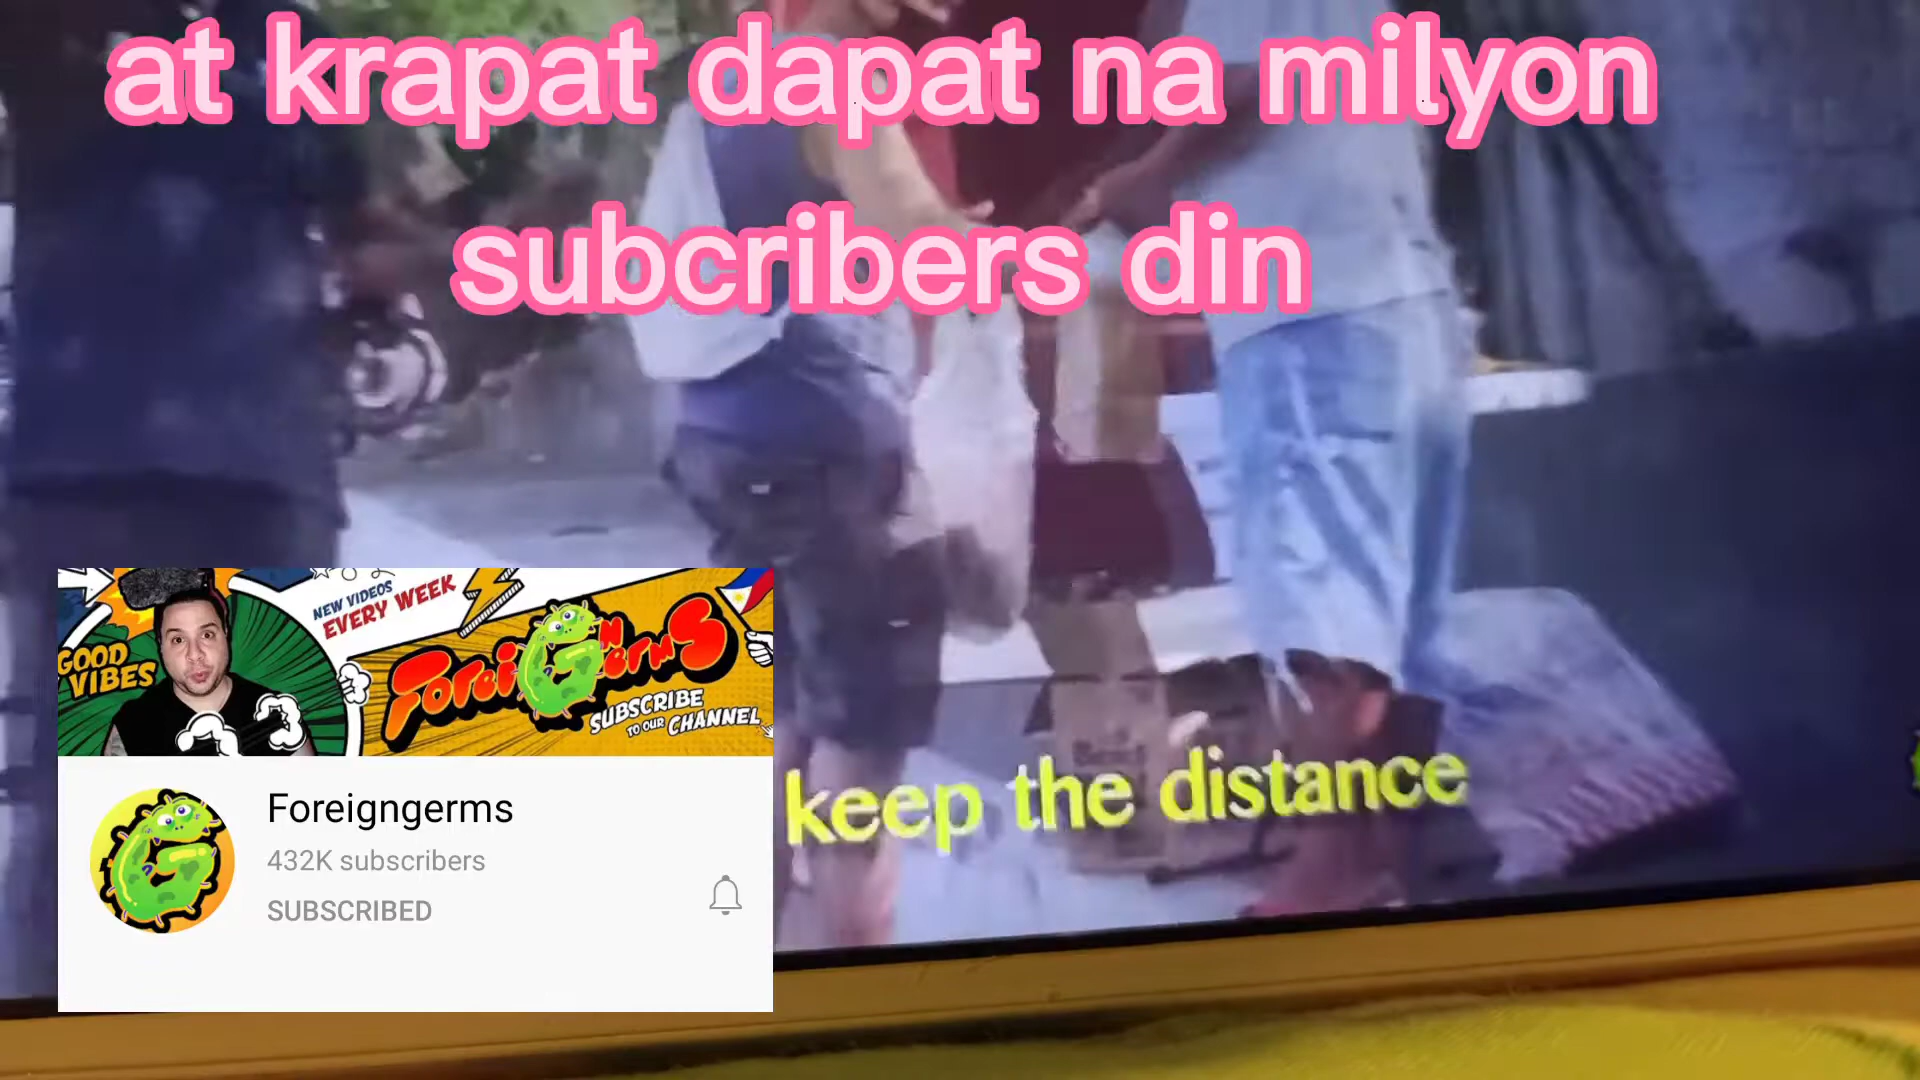 at krapat dapat na milyon
subcribers din
NEW VIDEOS
EVERY WEEK
GOOD
VIBES
ForeiGnGermS
SUBSCRIBE
TO OUR CHANNEL
keep the distance
Foreigngerms
432K subscribers
SUBSCRIBED